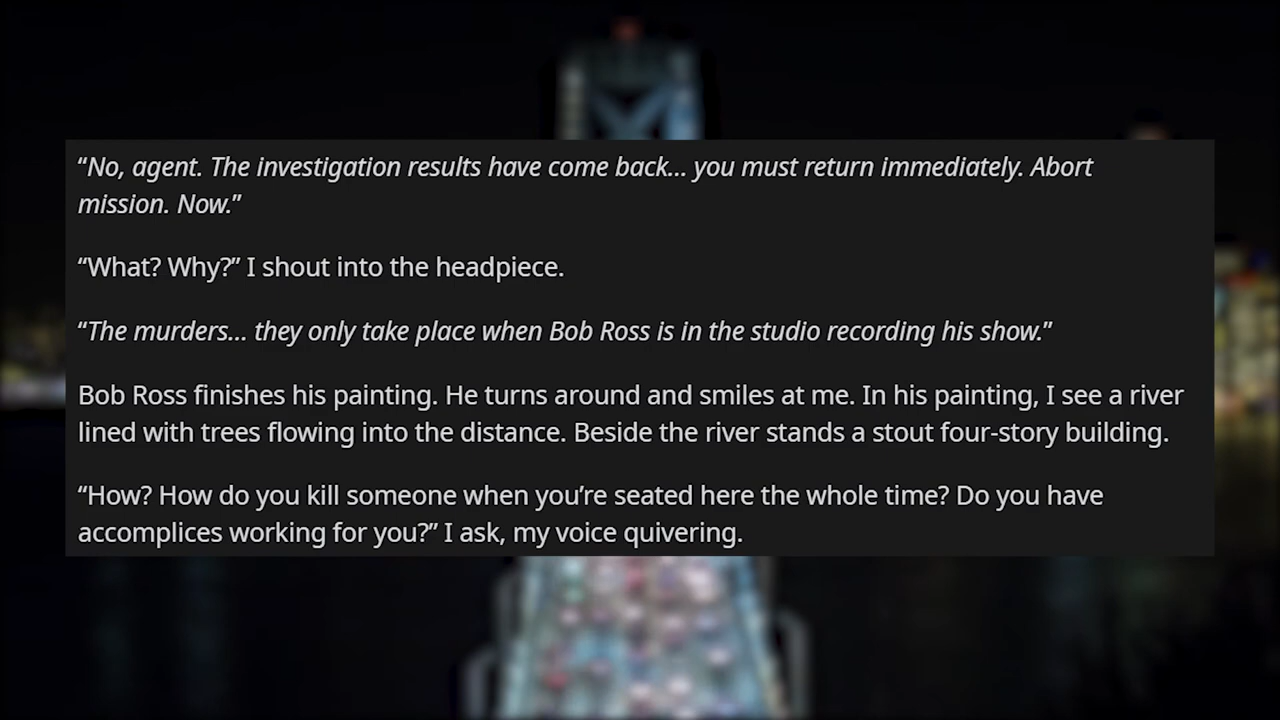 “No, agent. The investigation results have come back... you must return immediately. Abort
mission. Now.”
“What? Why?” I shout into the headpiece.
“The murders... they only take place when Bob Ross is in the studio recording his show.”
Bob Ross finishes his painting. He turns around and smiles at me. In his painting, I see a river
lined with trees flowing into the distance. Beside the river stands a stout four-story building.
“How? How do you kill someone when you’re seated here the whole time? Do you have
accomplices working for you?” I ask, my voice quivering.